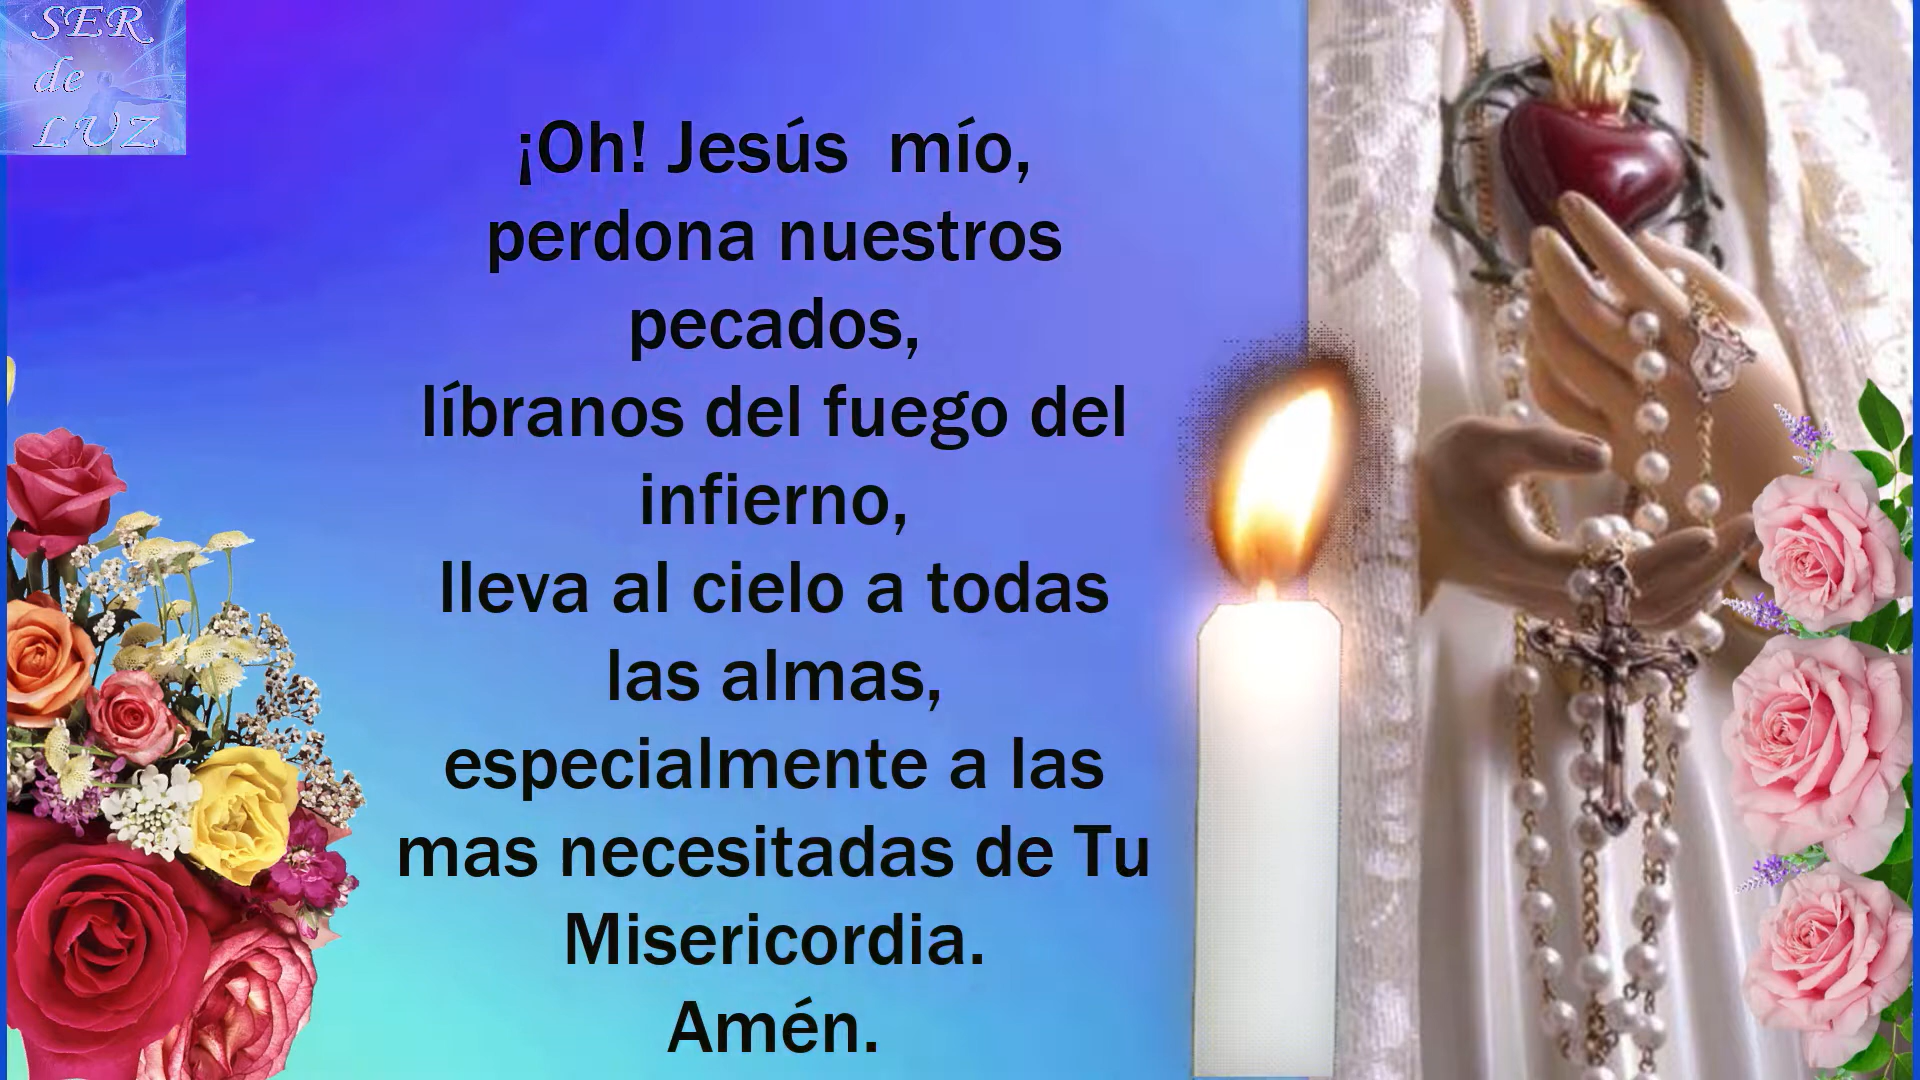 SER
de
LUZ
¡Oh! Jesús  mío,
perdona nuestros
pecados,
líbranos del fuego del
infierno,
lleva al cielo a todas
las almas,
especialmente a las
mas necesitadas de Tu
Misericordia.
Amén.